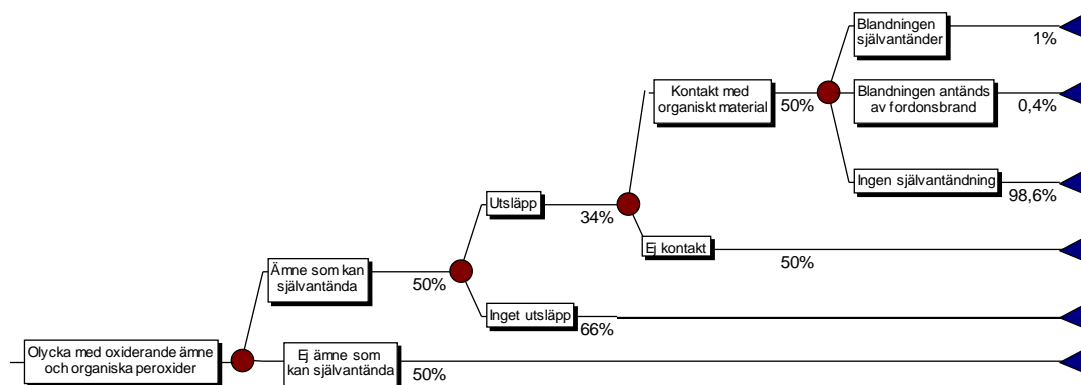 Blandningen
självantänder
1%
Kontakt med
organiskt material
50%
Blandningen antänds
av fordonsbrand
0,4%
Ingen självantändning
98,6%
Utsläpp
34%
Ej kontakt
50%
Ämne som kan
självantända
50%
Inget utsläpp
66%
Olycka med oxiderande ämne
och organiska peroxider
Ej ämne som
kan självantända
50%